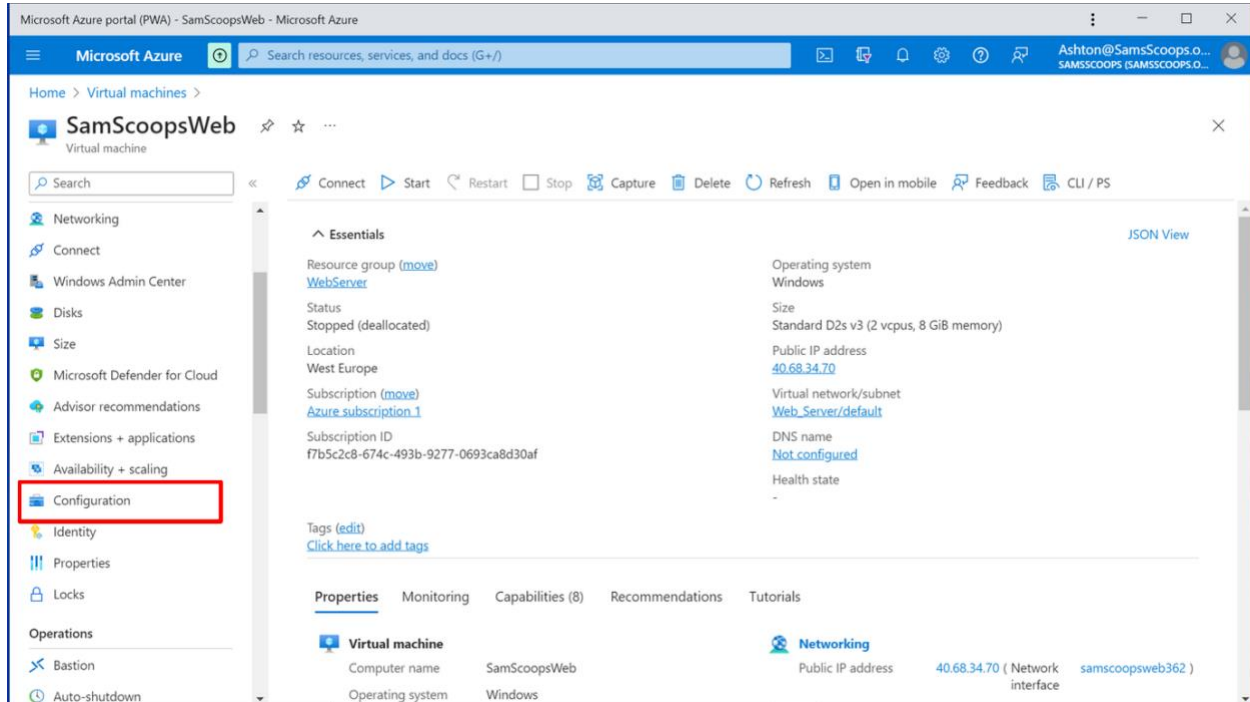 Microsoft Azure portal (PWA) - SamScoopsWeb - Microsoft Azure
Microsoft Azure
Search resources, services, and docs (G+/)
Ashton@SamsScoops.o...
SAMSSCOOPS (SAMSSCOOPS.O...
Home > Virtual machines >
SamScoopsWeb
Virtual machine
Search
Connect Start Restart Stop Capture Delete Refresh Open in mobile Feedback CLI / PS
Networking
Connect
Windows Admin Center
Disks
Size
Microsoft Defender for Cloud
Advisor recommendations
Extensions + applications
Availability + scaling
Configuration
Identity
Properties
Locks
Operations
Bastion
Auto-shutdown
Essentials
JSON View
Resource group (move)
WebServer
Status
Stopped (deallocated)
Location
West Europe
Subscription (move)
Azure subscription 1
Subscription ID
f7b5c2c8-674c-493b-9277-0693ca8d30af
Operating system
Windows
Size
Standard D2s v3 (2 vcpus, 8 GiB memory)
Public IP address
40.68.34.70
Virtual network/subnet
Web_Server/default
DNS name
Not configured
Health state
-
Tags (edit)
Click here to add tags
Properties Monitoring Capabilities (8) Recommendations Tutorials
Virtual machine
Computer name SamScoopsWeb
Operating system Windows
Networking
Public IP address 40.68.34.70 ( Network interface samscoopsweb362 )